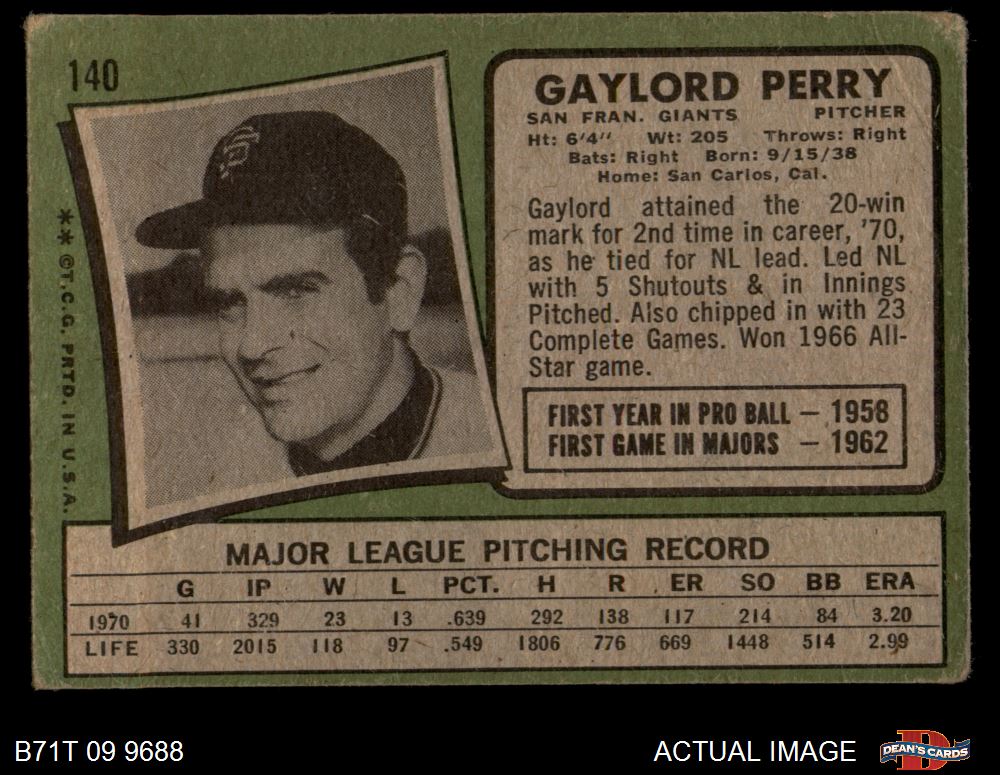 140
GAYLORD PERRY
SAN FRAN. GIANTS PITCHER
Ht: 6'4" Wt: 205 Throws: Right
Bats: Right Born: 9/15/38
Home: San Carlos, Cal.
Gaylord attained the 20-win
mark for 2nd time in career, '70,
as he tied for NL lead. Led NL
with 5 Shutouts & in Innings
Pitched. Also chipped in with 23
Complete Games. Won 1966 All-
Star game.
FIRST YEAR IN PRO BALL — 1958
FIRST GAME IN MAJORS — 1962
SF
** © T.C.G. PRTD. IN U.S.A.
MAJOR LEAGUE PITCHING RECORD
G IP W L PCT. H R ER SO BB ERA
1970 41 329 23 13 .639 292 138 117 214 84 3.20
LIFE 330 2015 118 97 .549 1806 776 669 1448 514 2.99
B71T 09 9688
ACTUAL IMAGE
D
DEAN'S CARDS